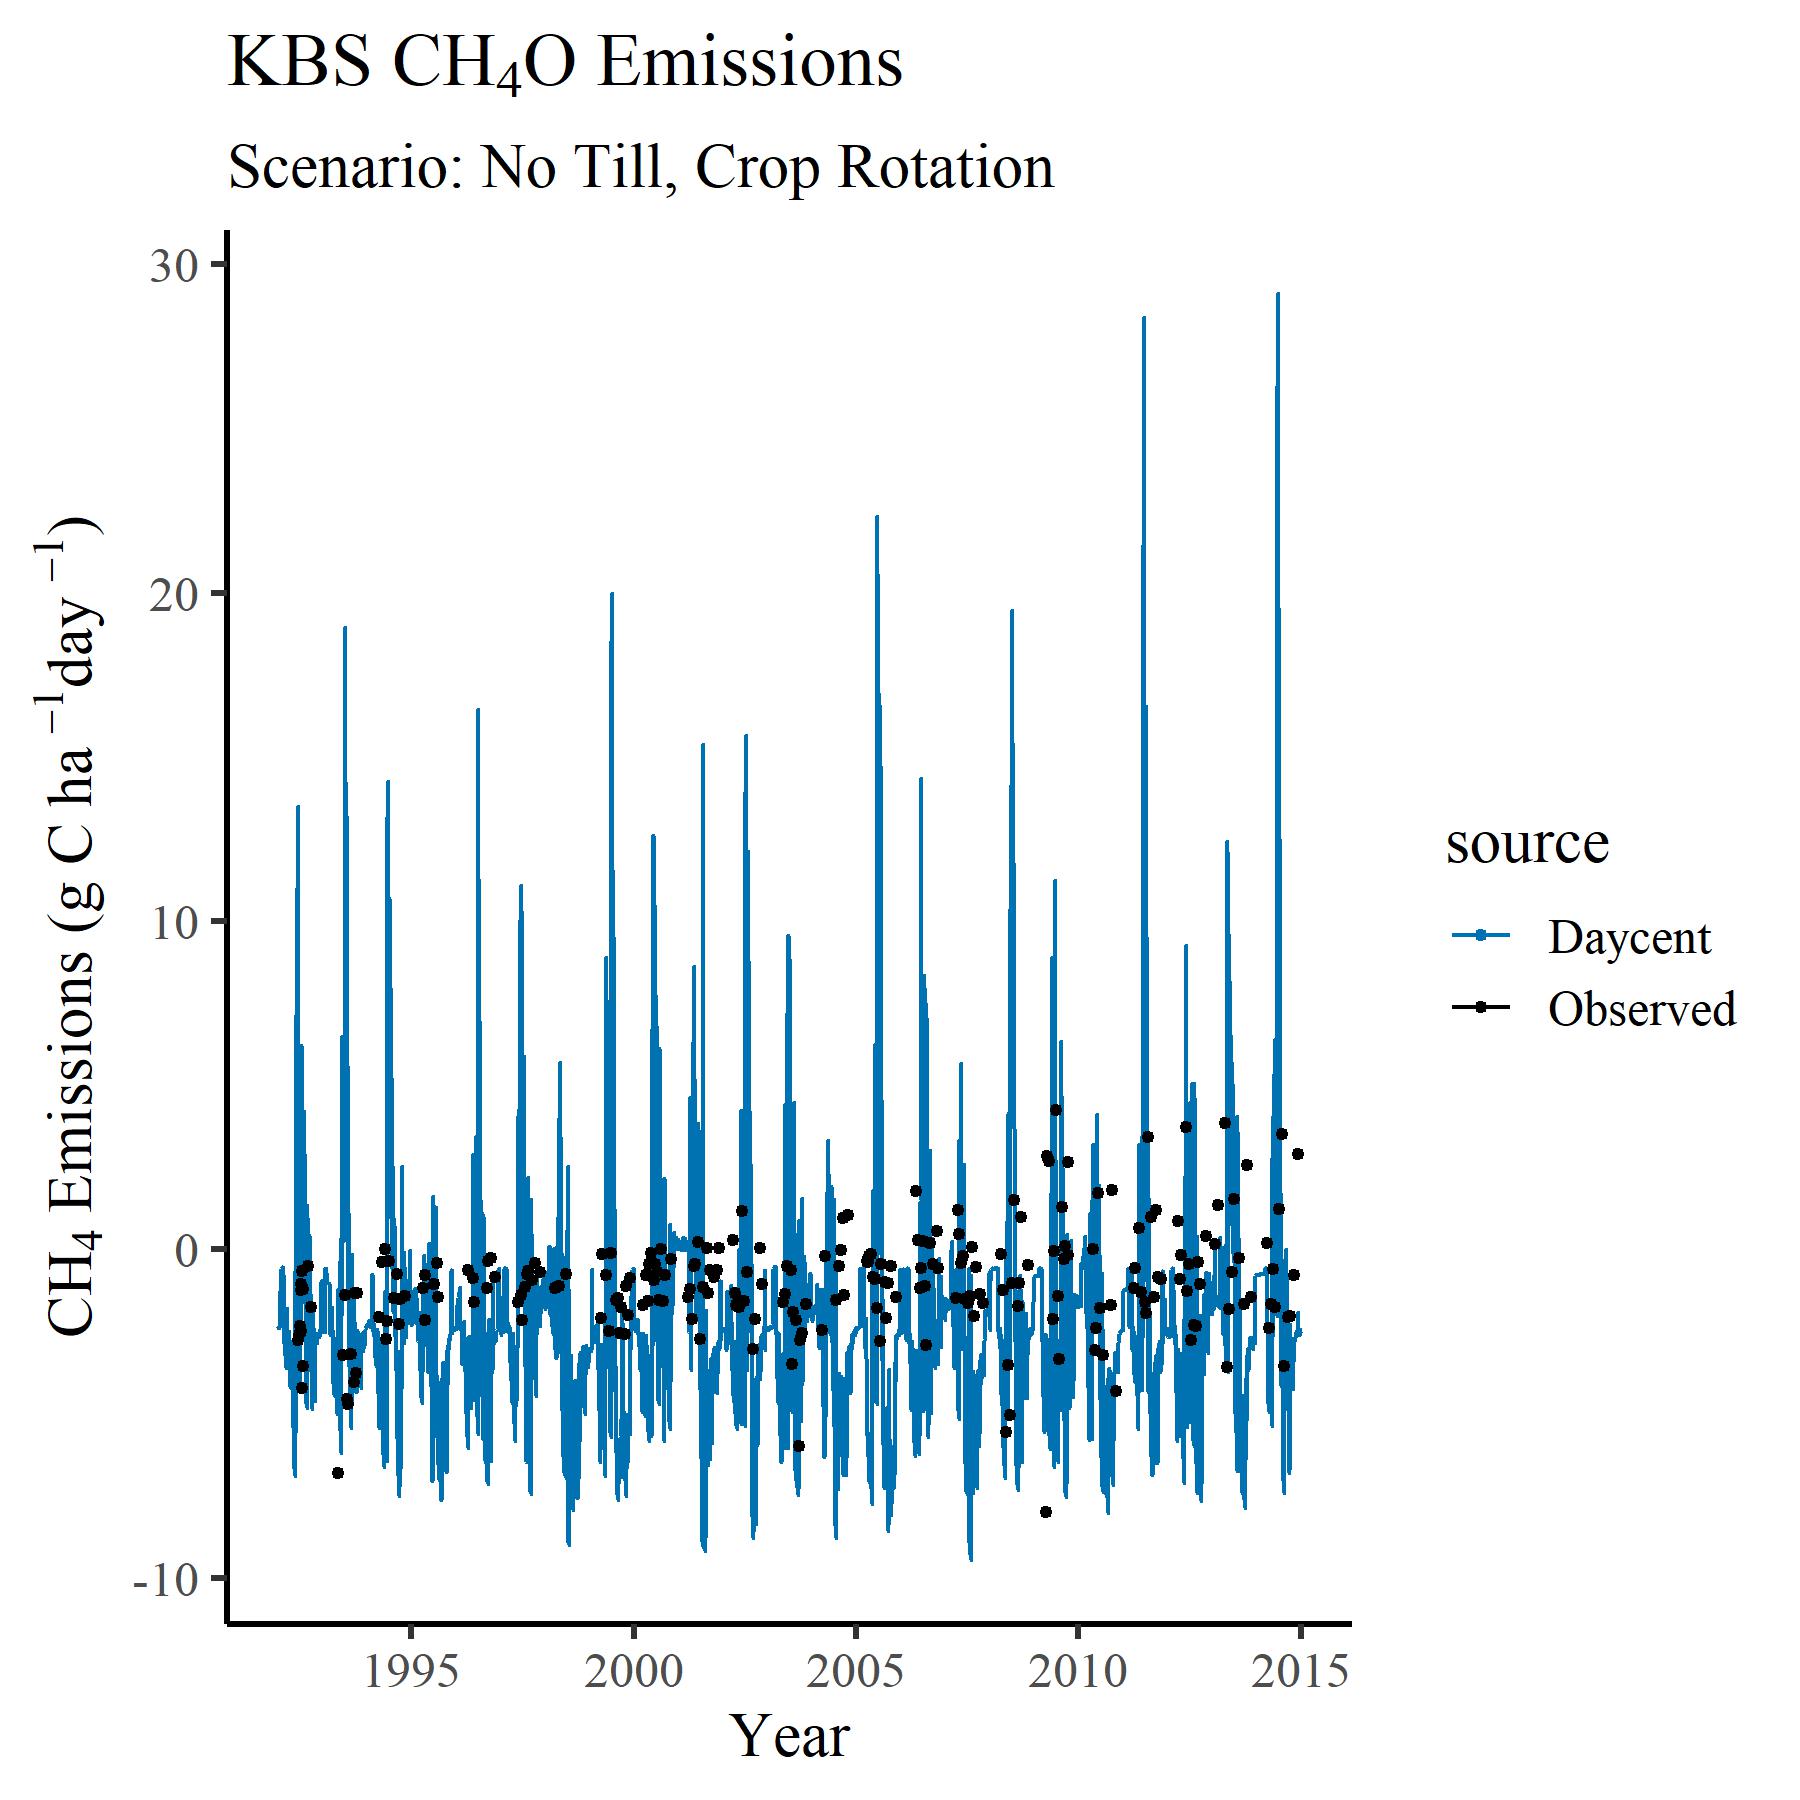 KBS CH₄O Emissions
Scenario: No Till, Crop Rotation
CH₄ Emissions (g C ha ⁻¹day ⁻¹)
30
20
10
0
-10
1995 2000 2005 2010 2015
Year
source
Daycent
Observed